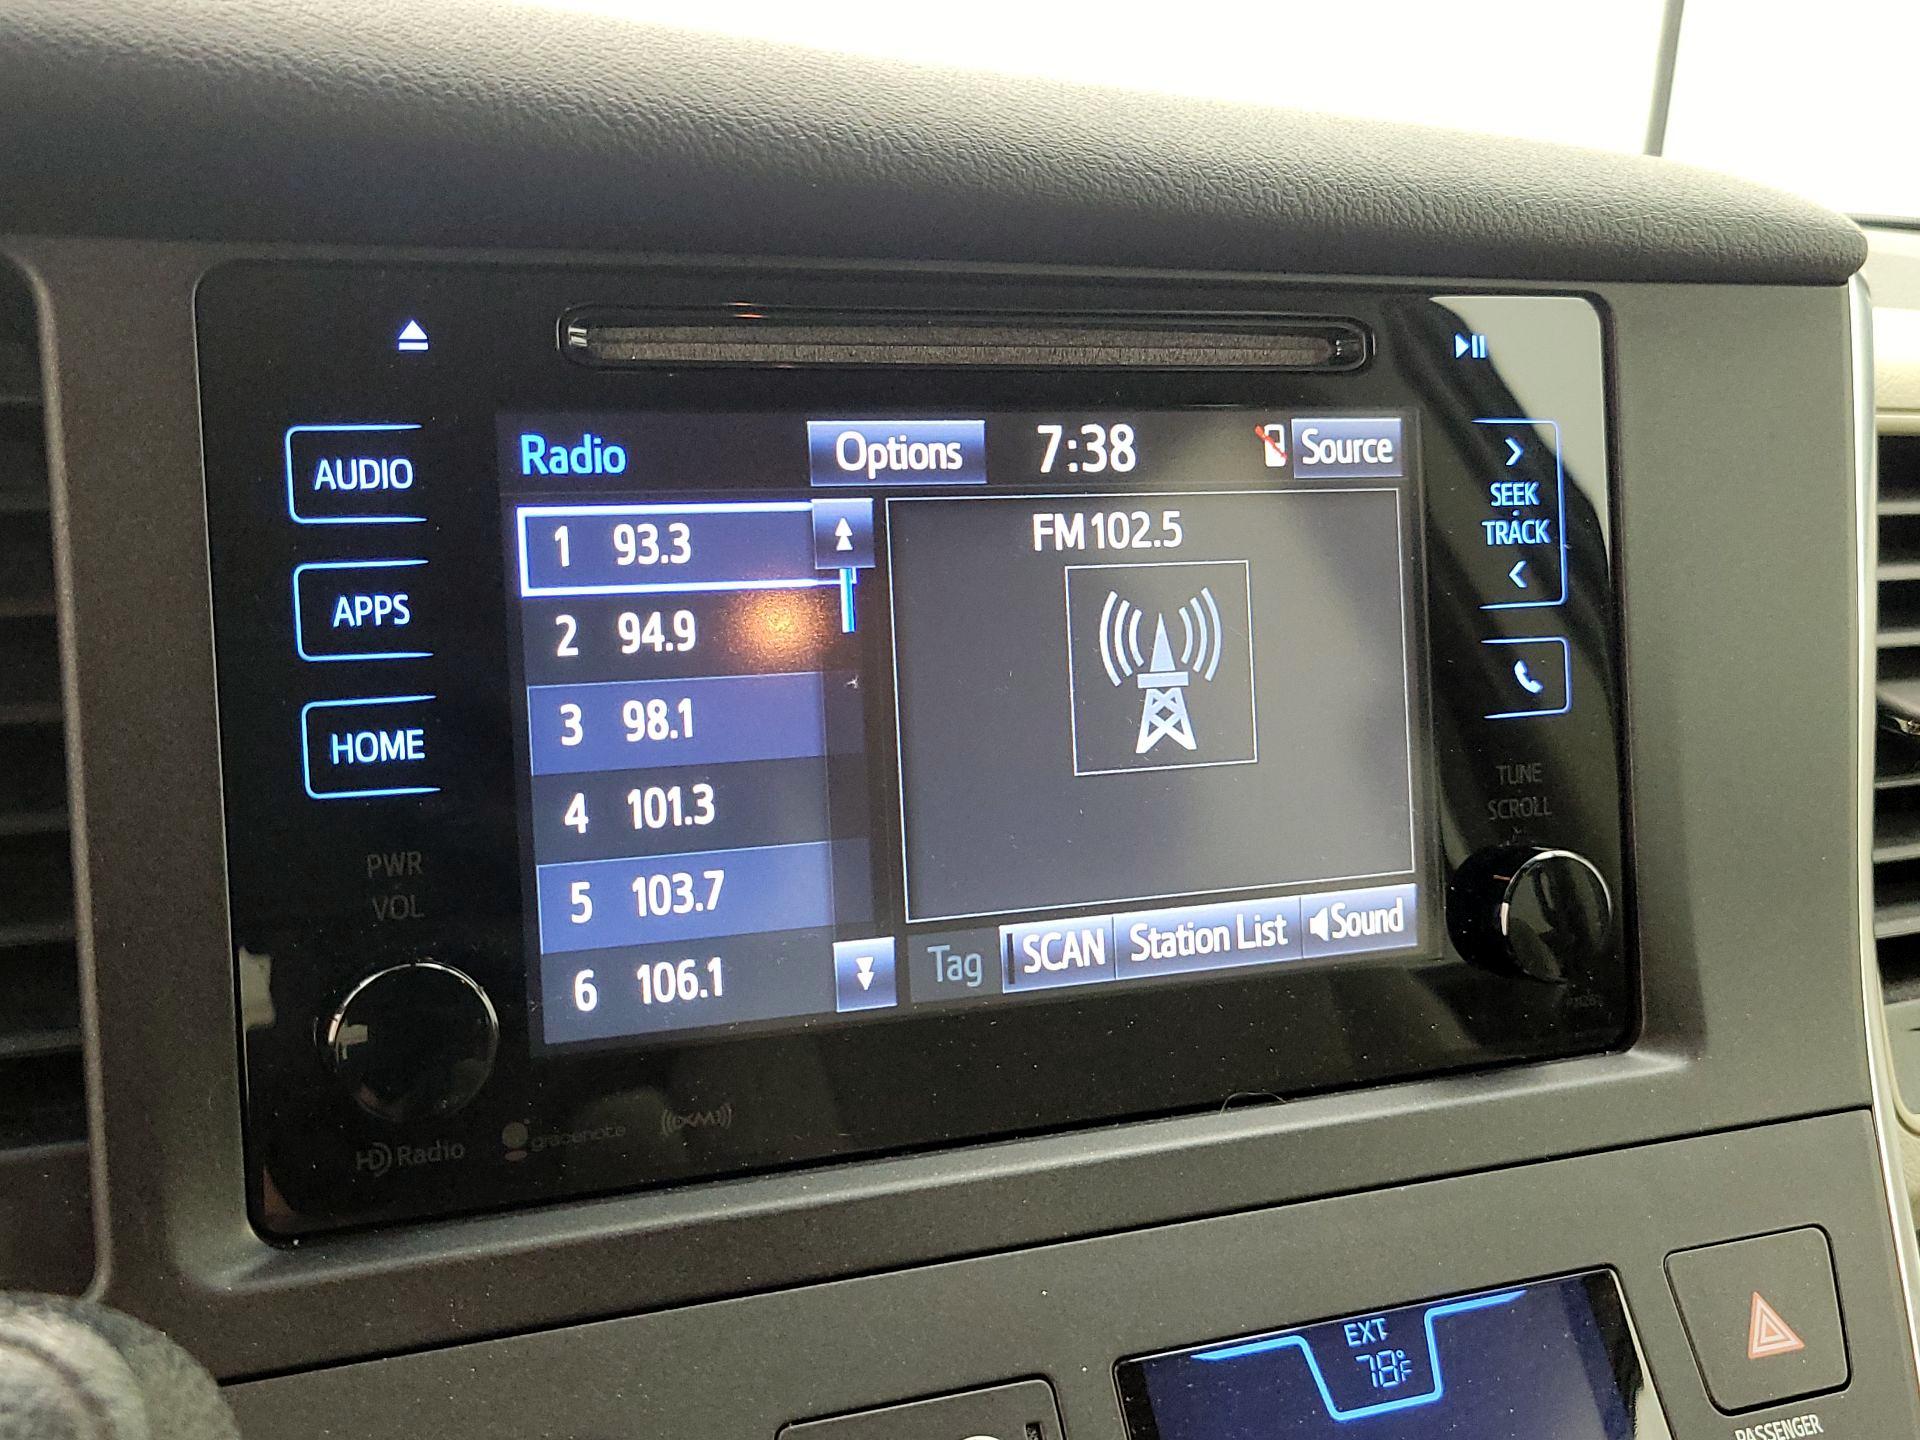 AUDIO
APPS
HOME
PWR
VOL
Radio
Options
7:38
Source
1 93.3
2 94.9
3 98.1
4 101.3
5 103.7
6 106.1
FM 102.5
Tag
SCAN
Station List
Sound
SEEK
TRACK
TUNE
SCROLL
HD Radio
gracenote
((XM))
EXT
78°F
PASSENGER